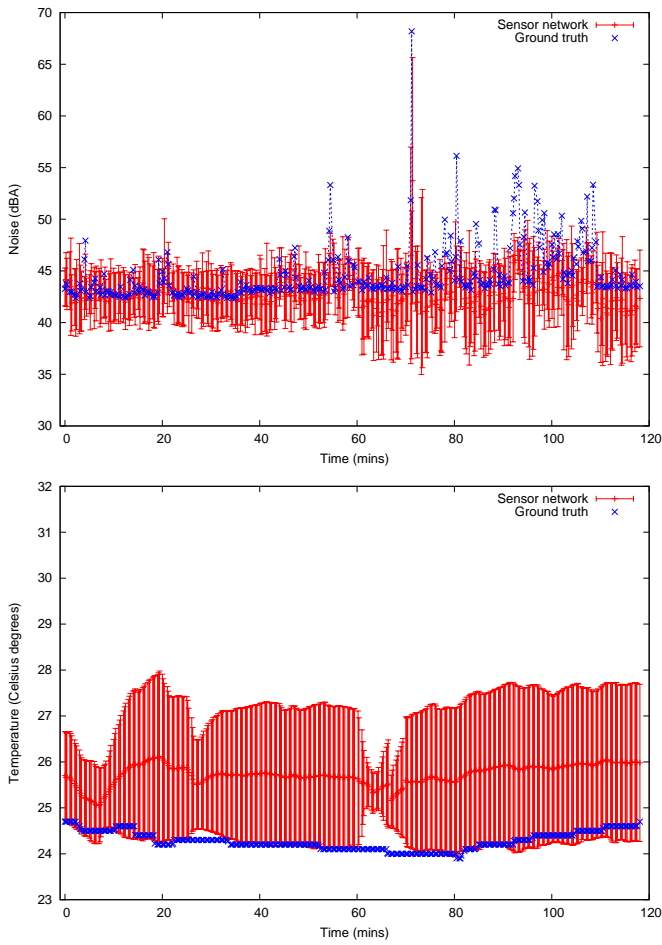 70
65
60
55
50
45
40
35
30
Noise (dBA)
Sensor network
Ground truth
0 20 40 60 80 100 120
Time (mins)
32
31
30
29
28
27
26
25
24
23
Temperature (Celsius degrees)
Sensor network
Ground truth
0 20 40 60 80 100 120
Time (mins)